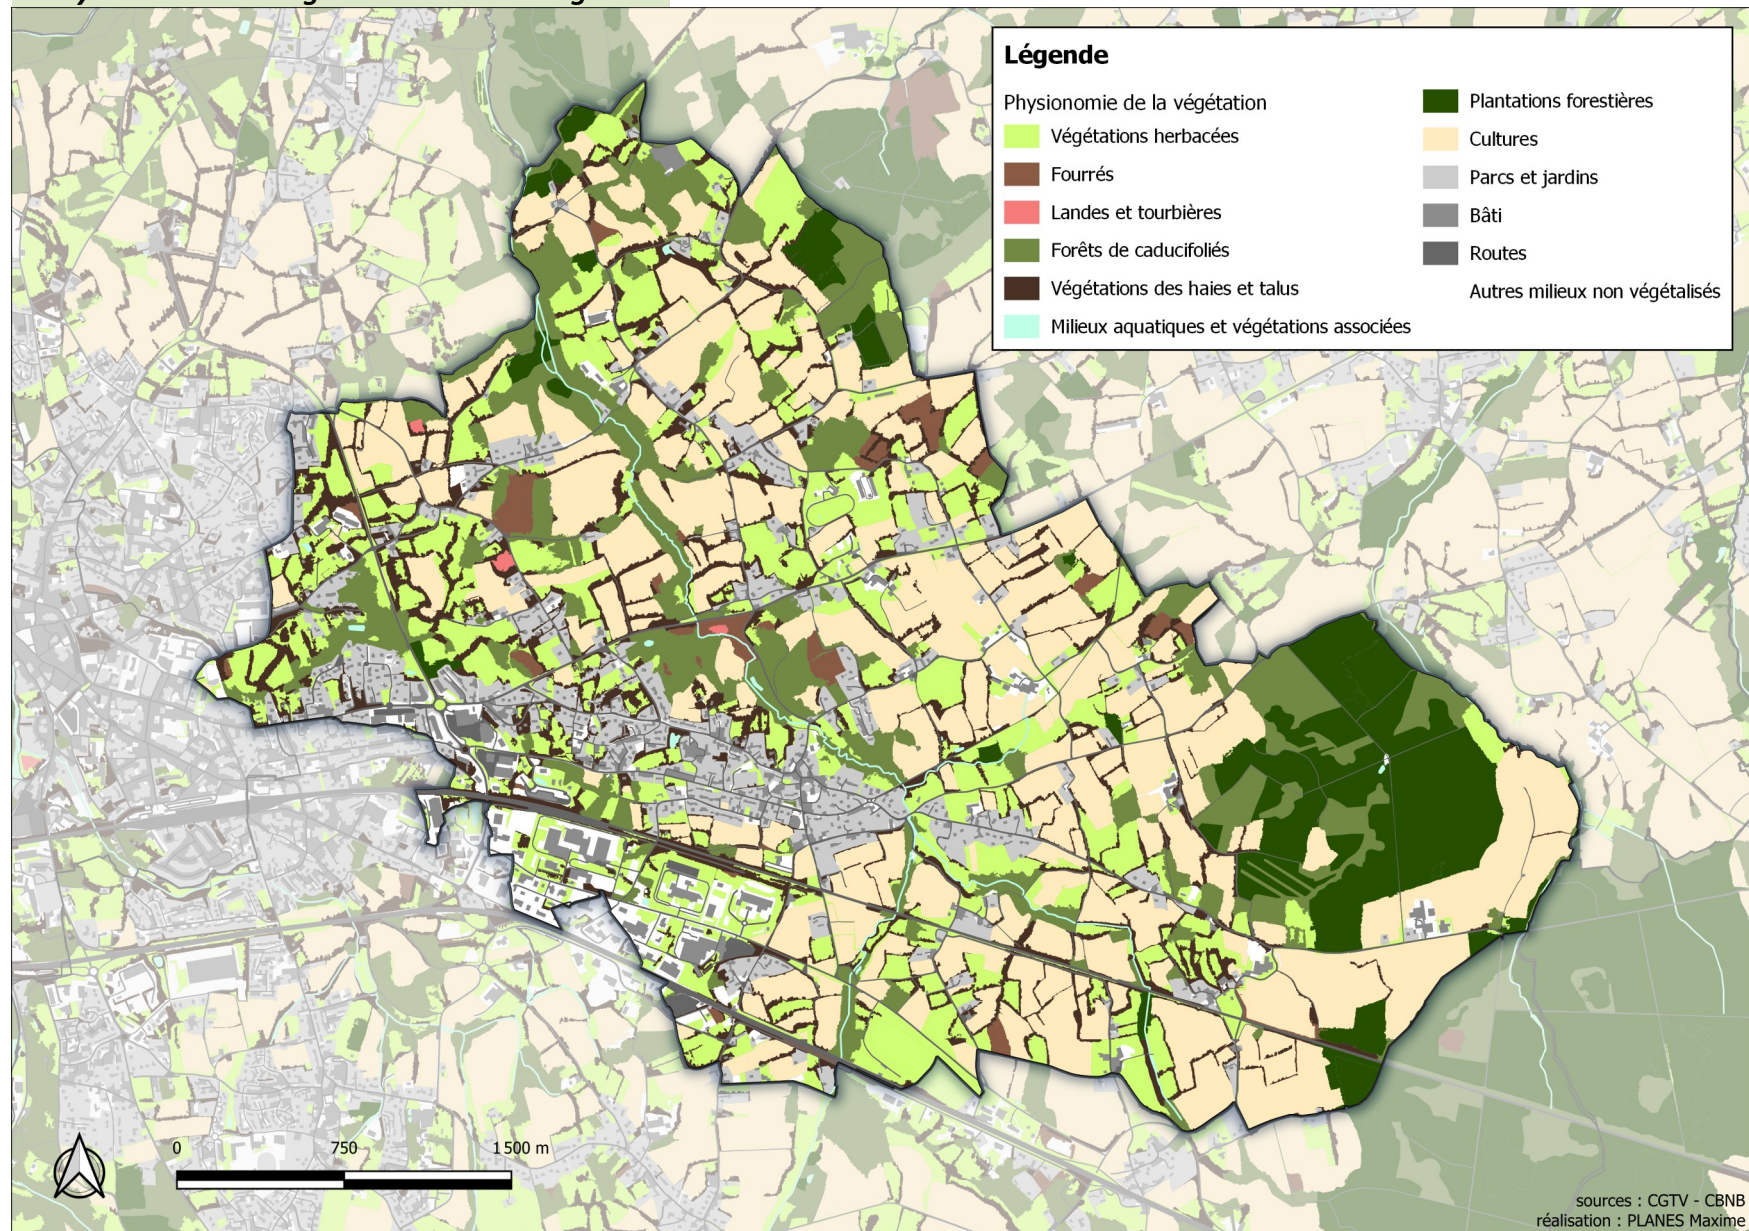 Légende
Physionomie de la végétation
Végétations herbacées
Fourrés
Landes et tourbières
Forêts de caducifoliés
Végétations des haies et talus
Milieux aquatiques et végétations associées
Plantations forestières
Cultures
Parcs et jardins
Bâti
Routes
Autres milieux non végétalisés
0 750 1500 m
sources : CGTV - CBNB
réalisation : PLANES Maxime